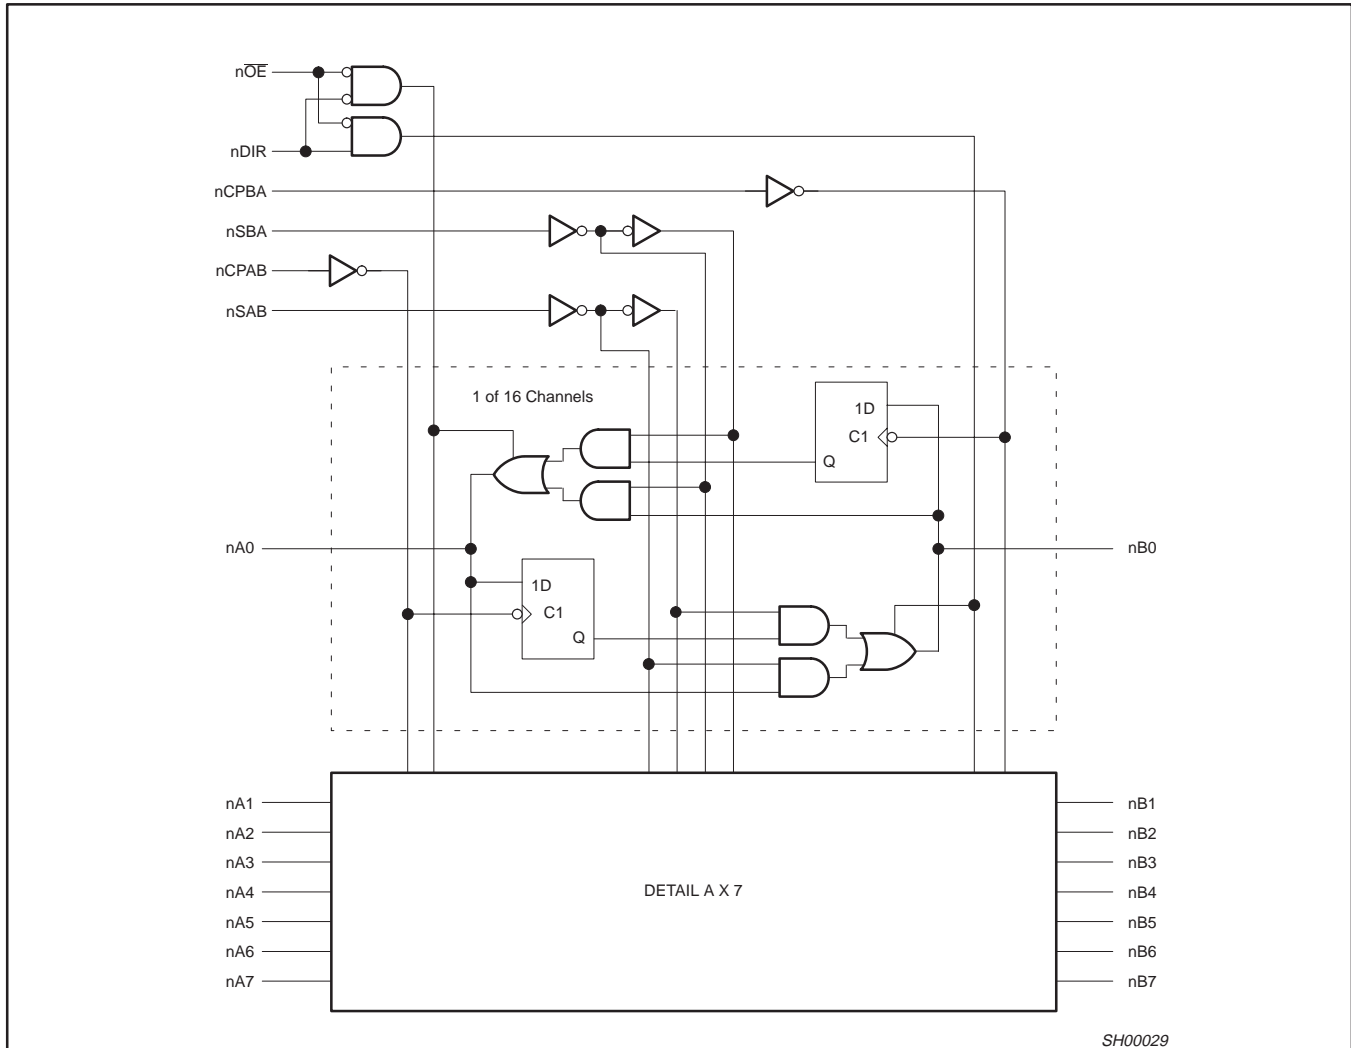 nO̅E̅
nDIR
nCPBA
nSBA
nCPAB
nSAB
1 of 16 Channels
1D
C1
Q
nA0
nB0
1D
C1
Q
nA1
nB1
nA2
nB2
nA3
nB3
nA4
DETAIL A X 7
nB4
nA5
nB5
nA6
nB6
nA7
nB7
SH00029